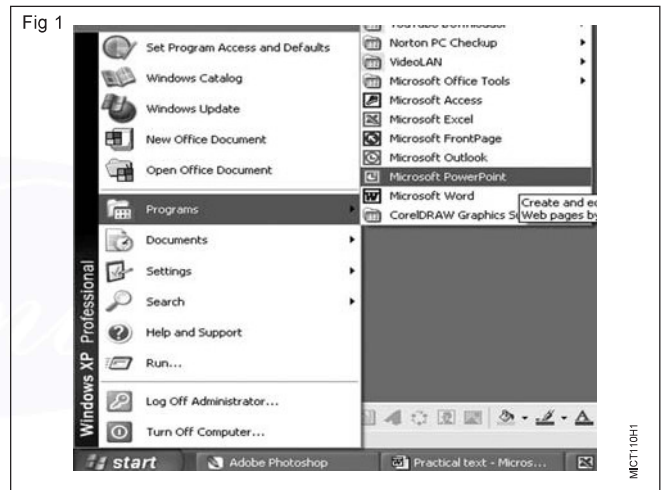 Fig 1
Set Program Access and Defaults
Windows Catalog
Windows Update
New Office Document
Open Office Document
Programs
Documents
Settings
Search
Help and Support
Run...
Log Off Administrator...
Turn Off Computer...
Windows XP Professional
YouTube Downloader
Norton PC Checkup
VideoLAN
Microsoft Office Tools
Microsoft Access
Microsoft Excel
Microsoft FrontPage
Microsoft Outlook
Microsoft PowerPoint
Microsoft Word
CorelDRAW Graphics S
Create and ed
Web pages by
start
Adobe Photoshop
Practical text - Micros...
MICT110H1